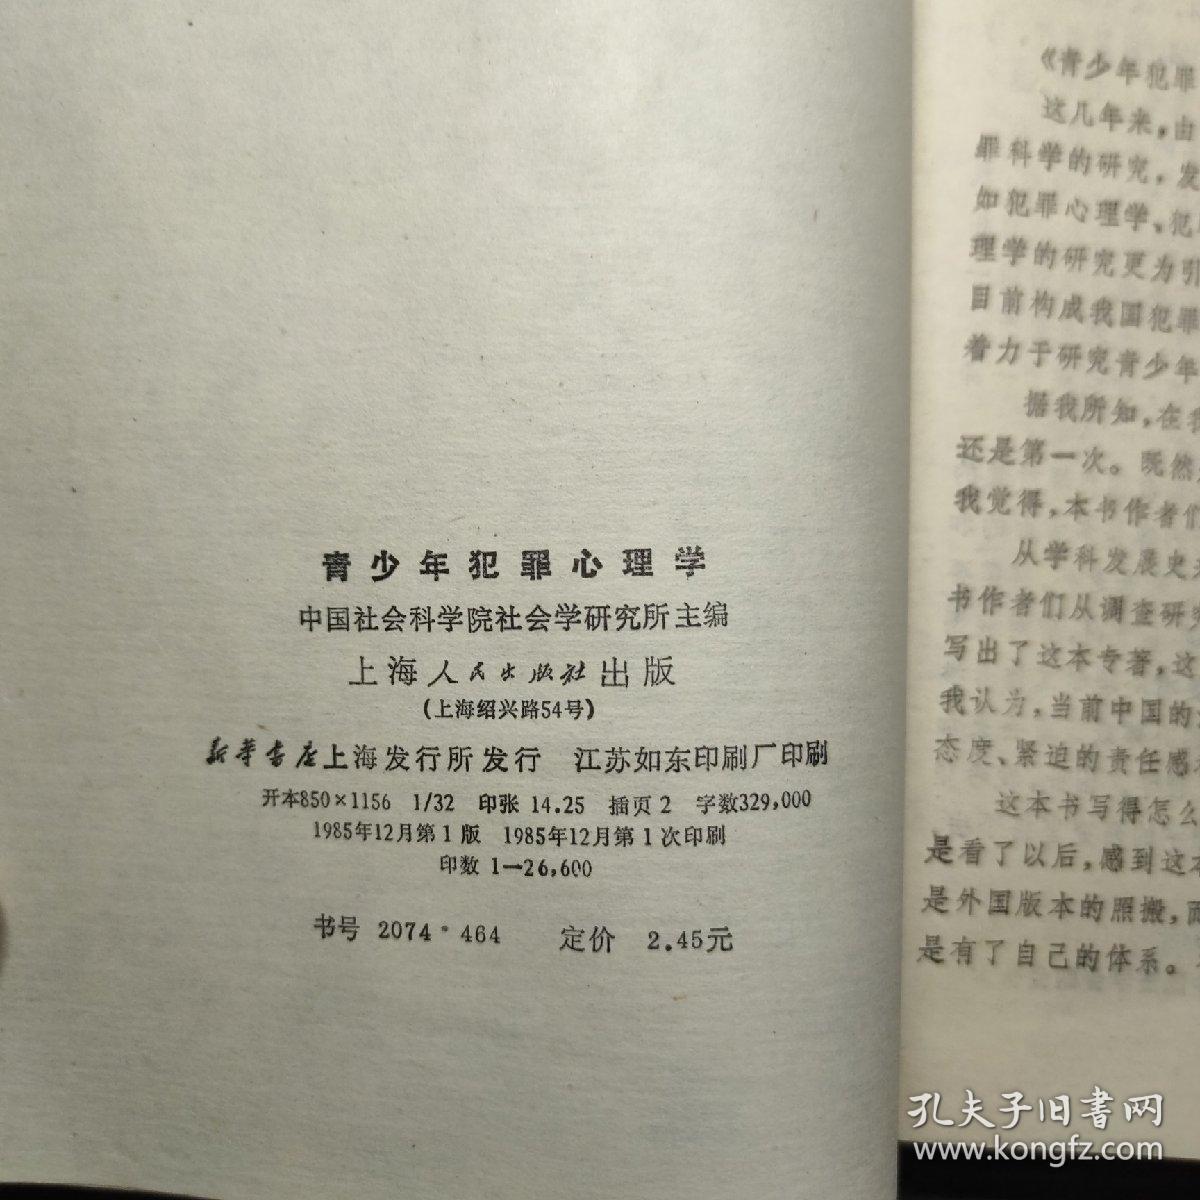 青少年犯罪心理学
中国社会科学院社会学研究所主编
上海人民出版社出版
(上海绍兴路54号)
新华书店上海发行所发行 江苏如东印刷厂印刷
开本850×1156 1/32 印张 14.25 插页 2 字数329,000
1985年12月第1版 1985年12月第1次印刷
印数 1—26,600
书号 2074·464 定价 2.45元
《青少年犯罪
这几年来,由
罪科学的研究,发
如犯罪心理学、犯
理学的研究更为引
目前构成我国犯罪
着力于研究青少年
据我所知,在我
还是第一次。既然
我觉得,本书作者们
从学科发展史
书作者们从调查研究
写出了这本专著,这
我认为,当前中国的
态度、紧迫的责任感
这本书写得怎么
是看了以后,感到这本
是外国版本的照搬,而
是有了自己的体系。
孔夫子旧书网
www.kongfz.com